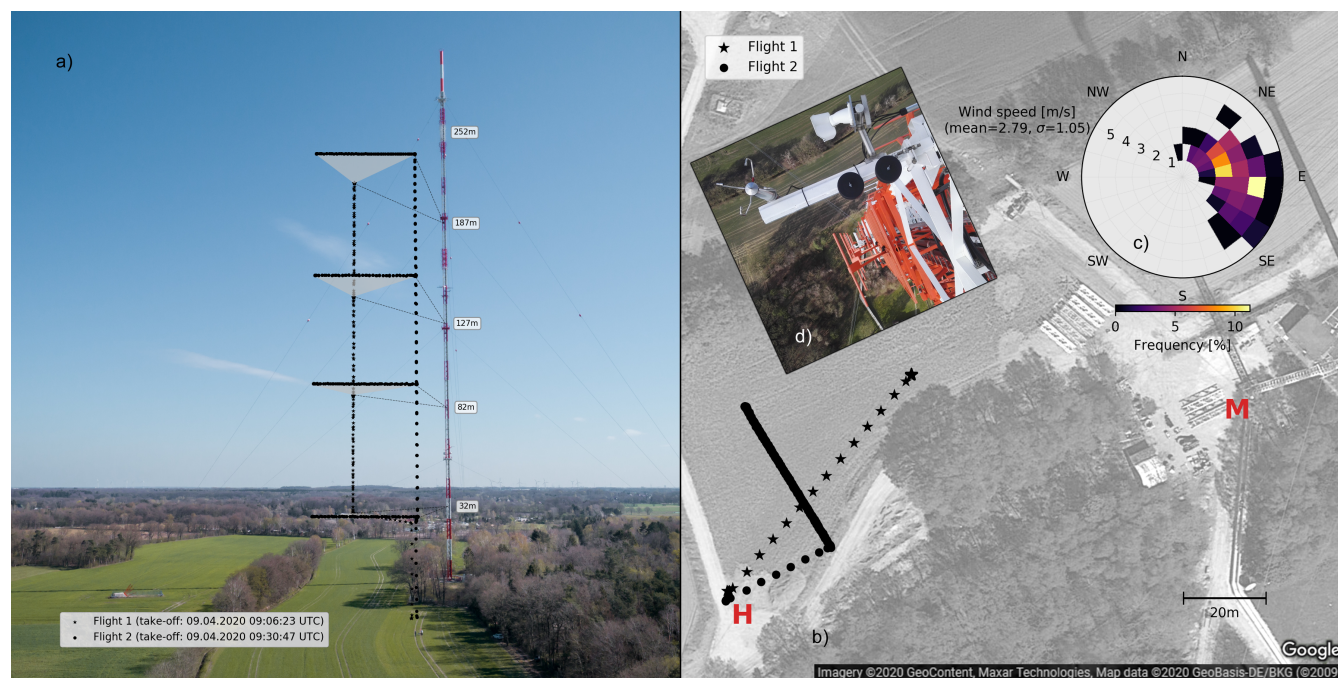 a)
252m
187m
127m
82m
32m
Flight 1 (take-off: 09.04.2020 09:06:23 UTC)
Flight 2 (take-off: 09.04.2020 09:30:47 UTC)
Flight 1
Flight 2
N
NW
NE
Wind speed [m/s]
(mean=2.79, σ=1.05)
5
4
3
2
1
W
E
c)
SW
SE
S
0
5
10
Frequency [%]
d)
M
H
20m
b)
Google
Imagery ©2020 GeoContent, Maxar Technologies, Map data ©2020 GeoBasis-DE/BKG (©2009